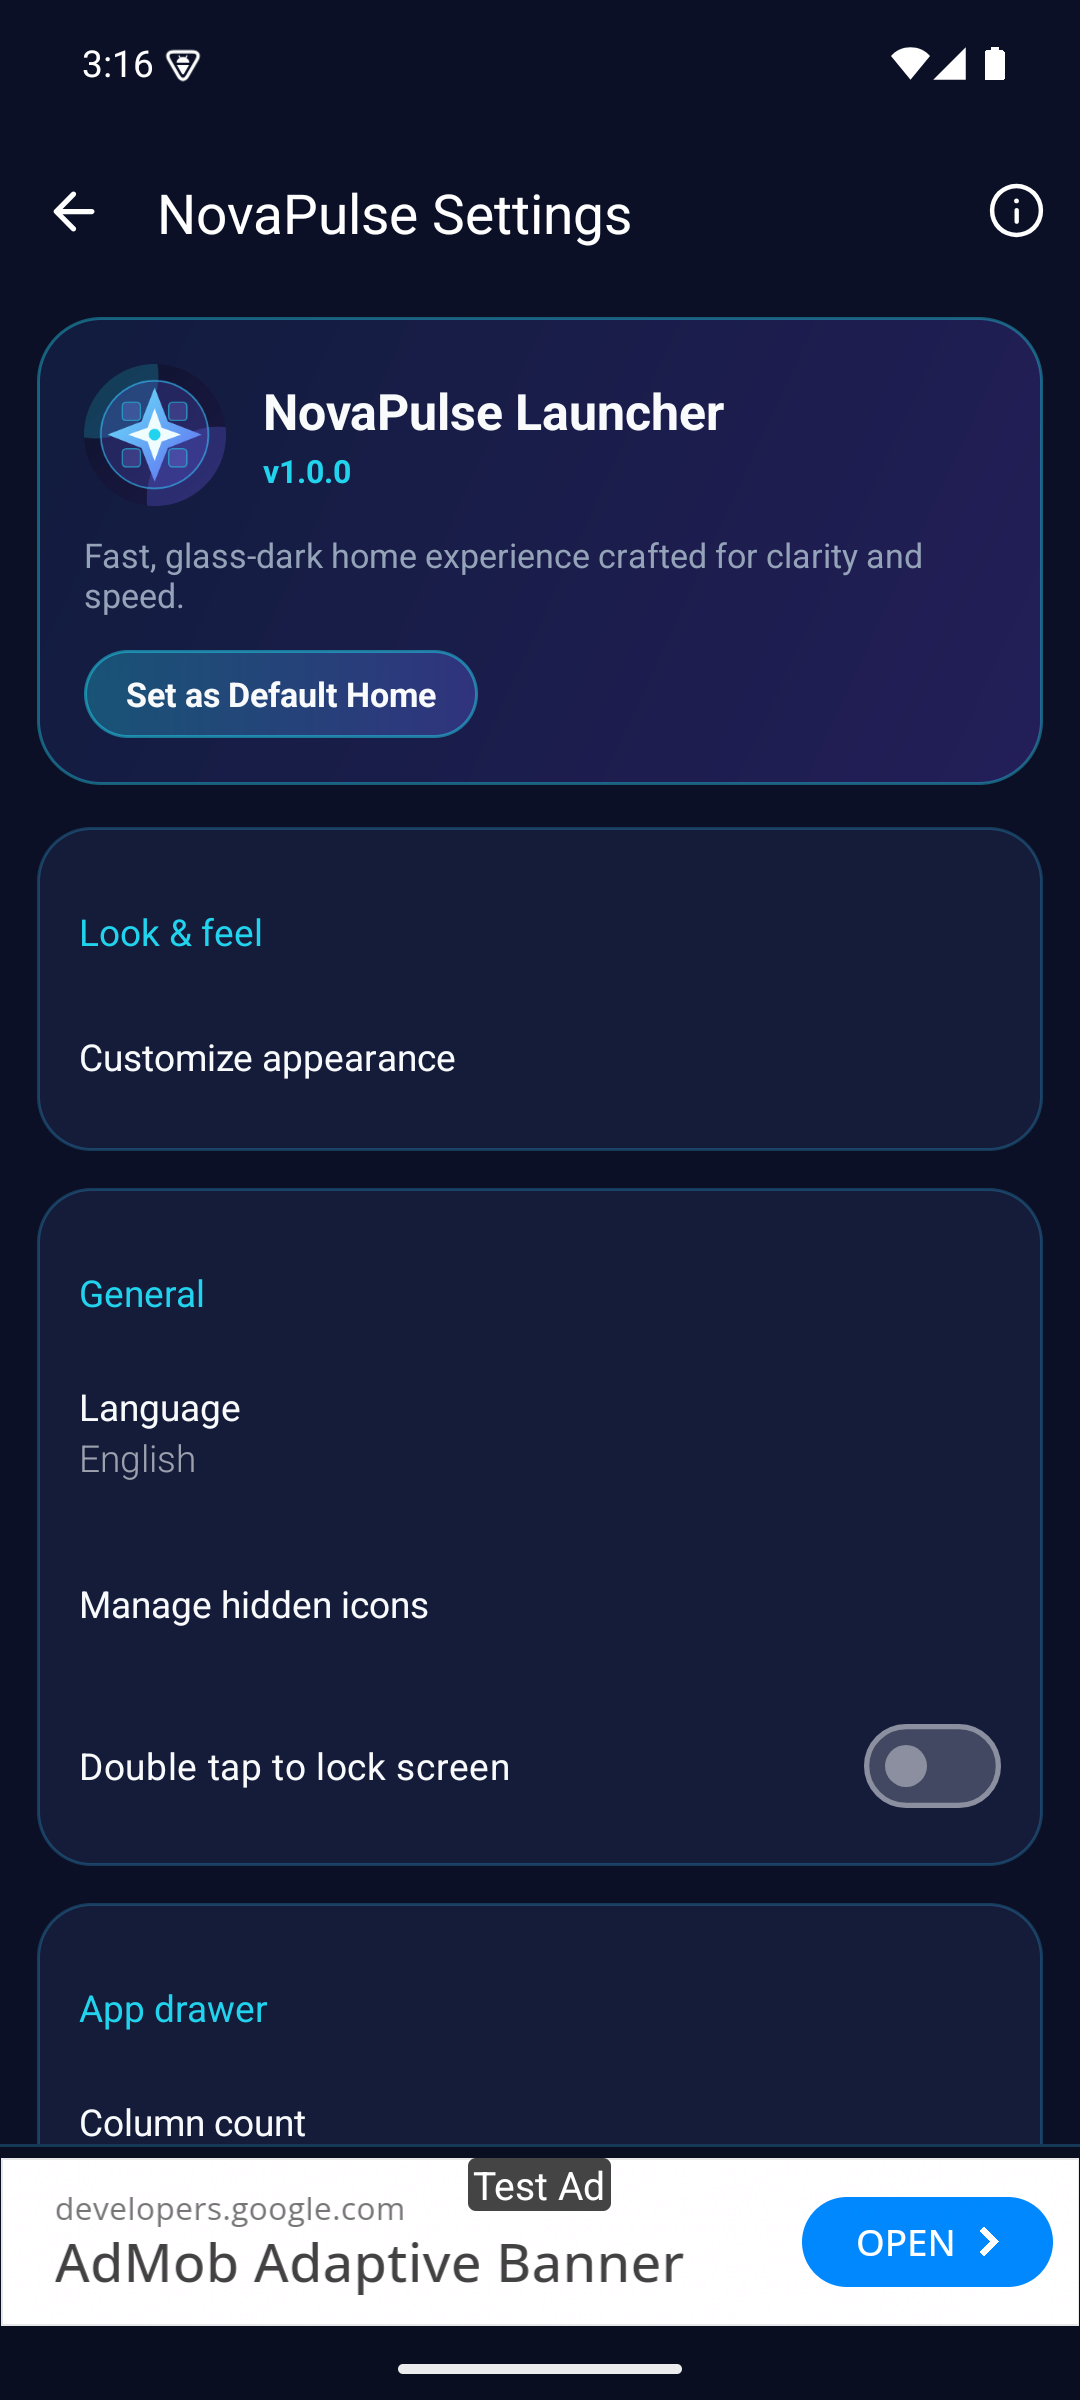 3:16
NovaPulse Settings
NovaPulse Launcher
v1.0.0
Fast, glass-dark home experience crafted for clarity and
speed.
Set as Default Home
Look & feel
Customize appearance
General
Language
English
Manage hidden icons
Double tap to lock screen
App drawer
Column count
Test Ad
developers.google.com
AdMob Adaptive Banner
OPEN